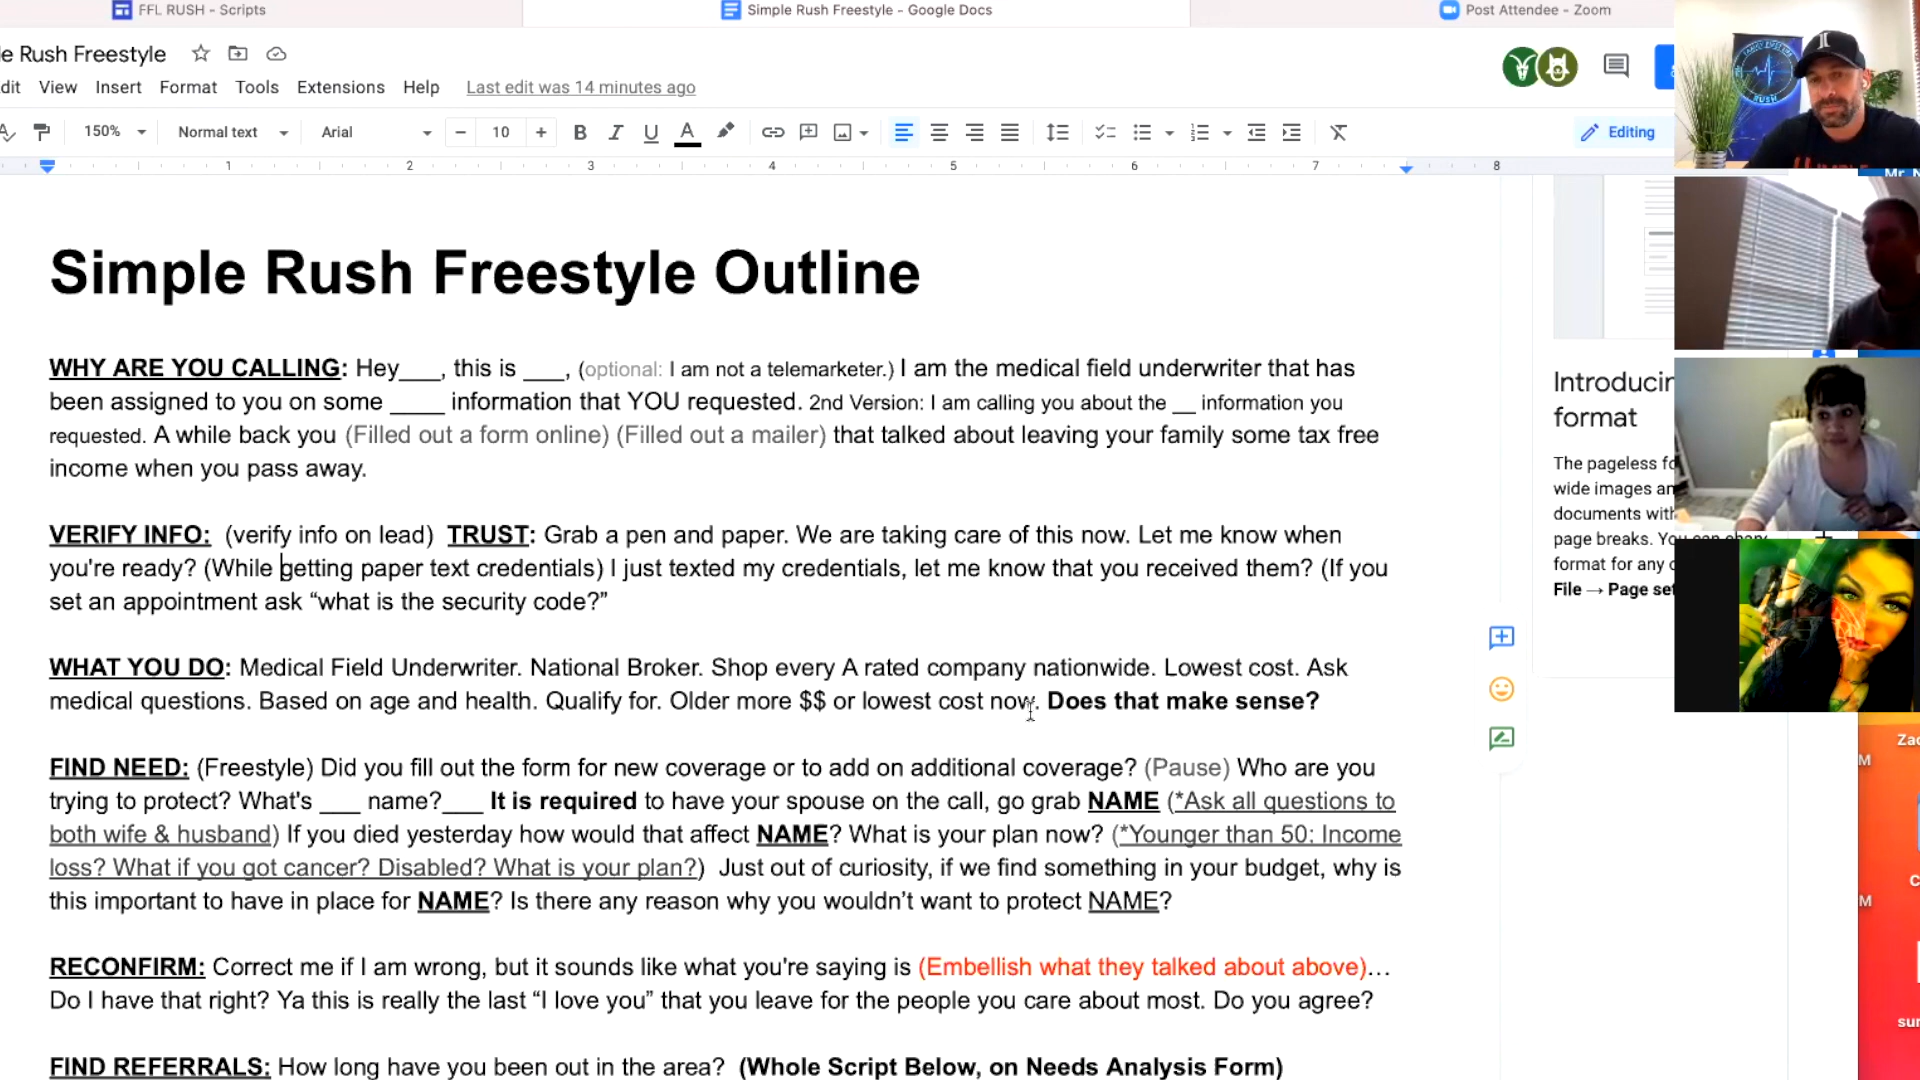 FFL RUSH - Scripts
Simple Rush Freestyle - Google Docs
Post Attendee - Zoom
e Rush Freestyle
dit View Insert Format Tools Extensions Help Last edit was 14 minutes ago
150% Normal text Arial 10 Editing
1 2 3 4 5 6 7 8
Simple Rush Freestyle Outline
WHY ARE YOU CALLING: Hey___, this is ___, (optional: I am not a telemarketer.) I am the medical field underwriter that has
been assigned to you on some ____ information that YOU requested. 2nd Version: I am calling you about the __ information you
requested. A while back you (Filled out a form online) (Filled out a mailer) that talked about leaving your family some tax free
income when you pass away.
VERIFY INFO: (verify info on lead) TRUST: Grab a pen and paper. We are taking care of this now. Let me know when
you're ready? (While getting paper text credentials) I just texted my credentials, let me know that you received them? (If you
set an appointment ask “what is the security code?”
WHAT YOU DO: Medical Field Underwriter. National Broker. Shop every A rated company nationwide. Lowest cost. Ask
medical questions. Based on age and health. Qualify for. Older more $$ or lowest cost now. Does that make sense?
FIND NEED: (Freestyle) Did you fill out the form for new coverage or to add on additional coverage? (Pause) Who are you
trying to protect? What's ___ name?___ It is required to have your spouse on the call, go grab NAME (*Ask all questions to
both wife & husband) If you died yesterday how would that affect NAME? What is your plan now? (*Younger than 50: Income
loss? What if you got cancer? Disabled? What is your plan?) Just out of curiosity, if we find something in your budget, why is
this important to have in place for NAME? Is there any reason why you wouldn’t want to protect NAME?
RECONFIRM: Correct me if I am wrong, but it sounds like what you're saying is (Embellish what they talked about above)…
Do I have that right? Ya this is really the last “I love you” that you leave for the people you care about most. Do you agree?
FIND REFERRALS: How long have you been out in the area? (Whole Script Below, on Needs Analysis Form)
Introducin
format
The pageless fo
wide images an
documents with
page breaks. You can
format for any d
File → Page set
RUSH
Mr. N
Zac
M
C
M
sun